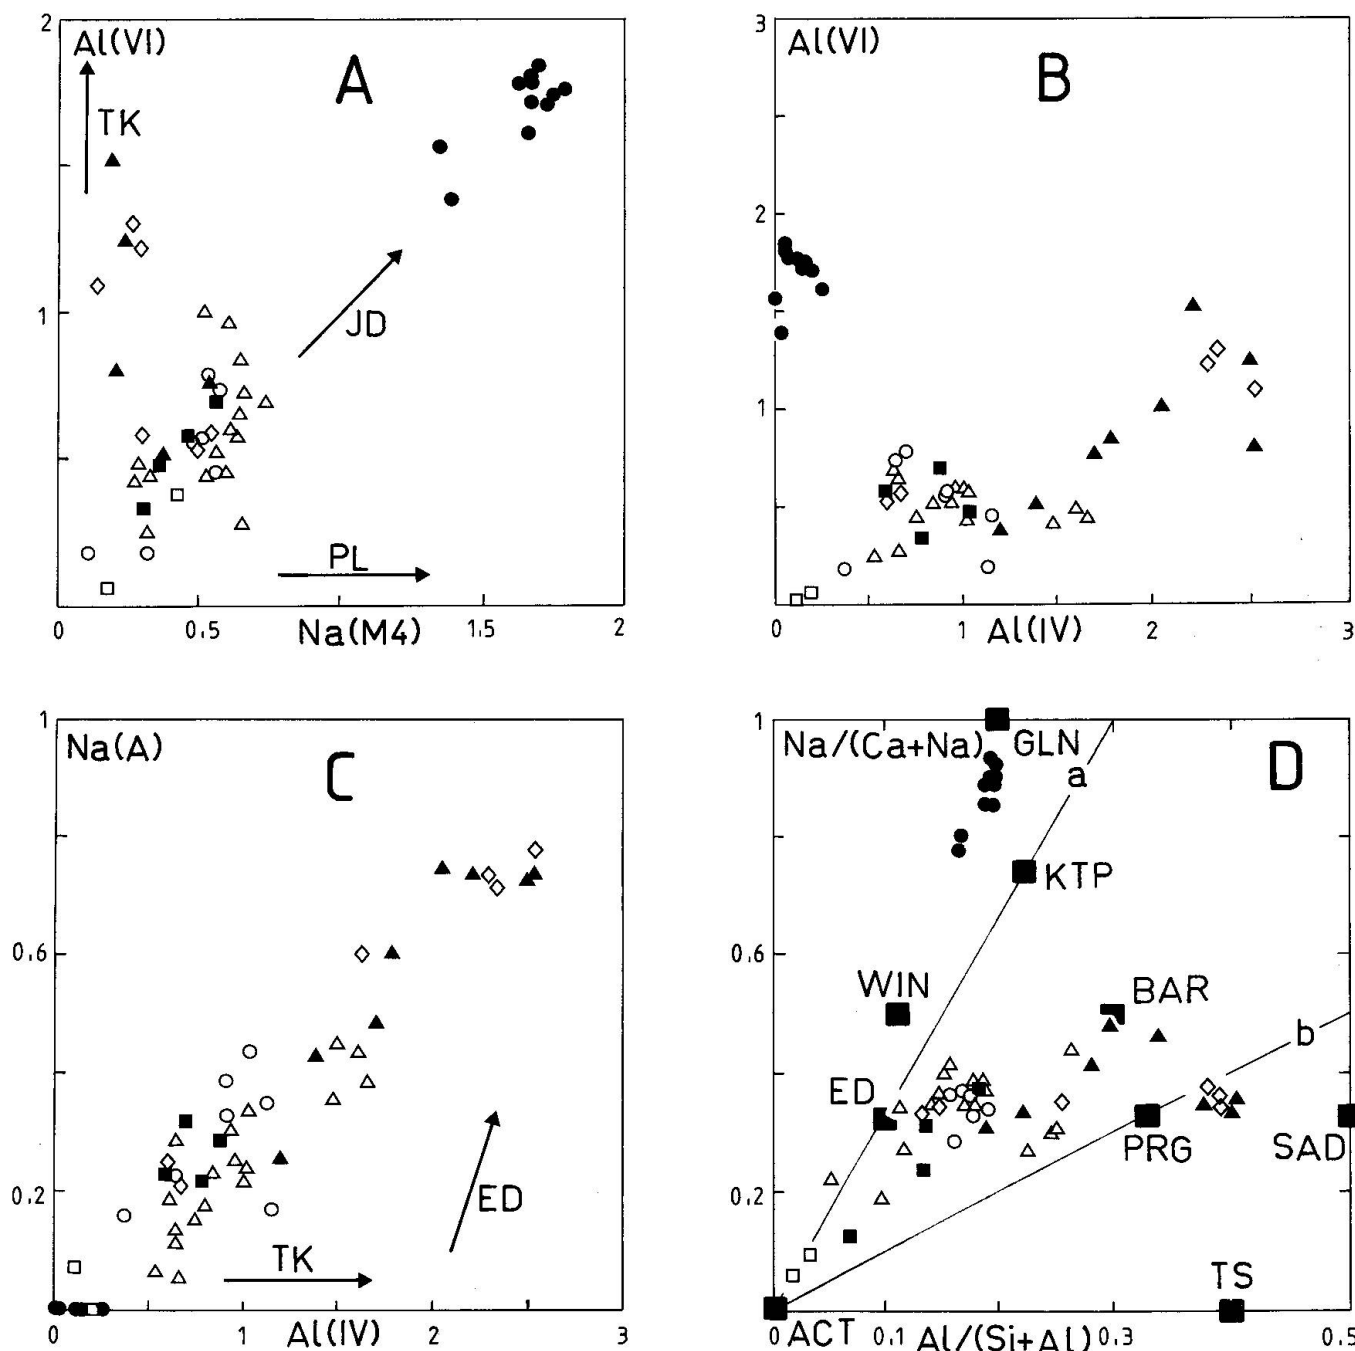 2
Al(VI)
A
TK
1
JD
PL
0
0.5
Na(M4)
1.5
2
3
Al(VI)
B
2
1
0
1
Al(IV)
2
3
1
Na(A)
C
0.6
0.2
ED
TK
0
1
Al(IV)
2
3
1
Na/(Ca+Na)
GLN
a
D
KTP
0.6
WIN
BAR
b
ED
PRG
SAD
0.2
TS
0
ACT
0.1
Al/(Si+Al)
0.3
0.5